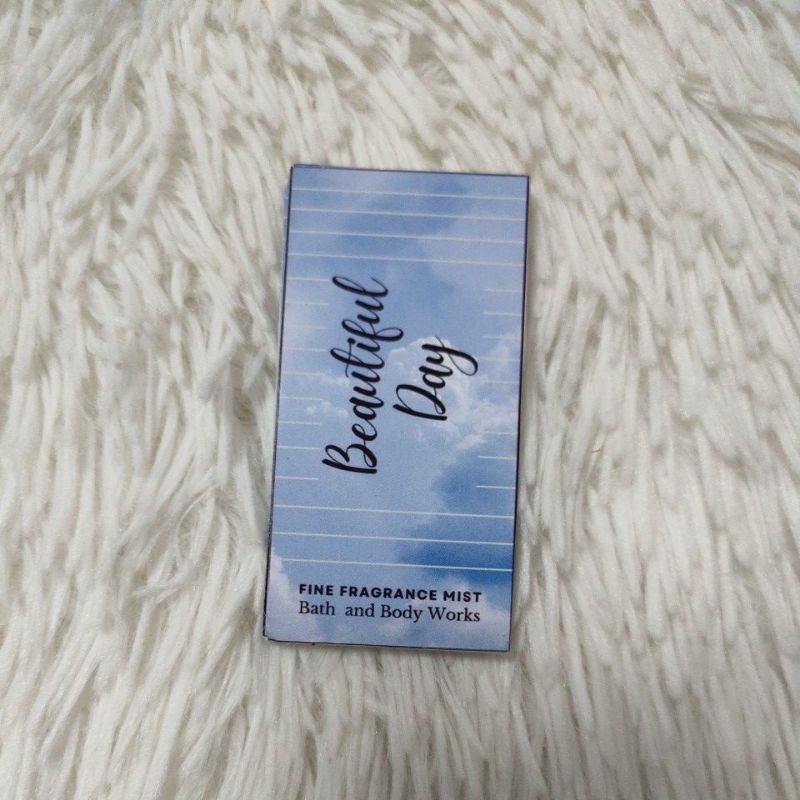 Beautiful
Day
FINE FRAGRANCE MIST
Bath and Body Works